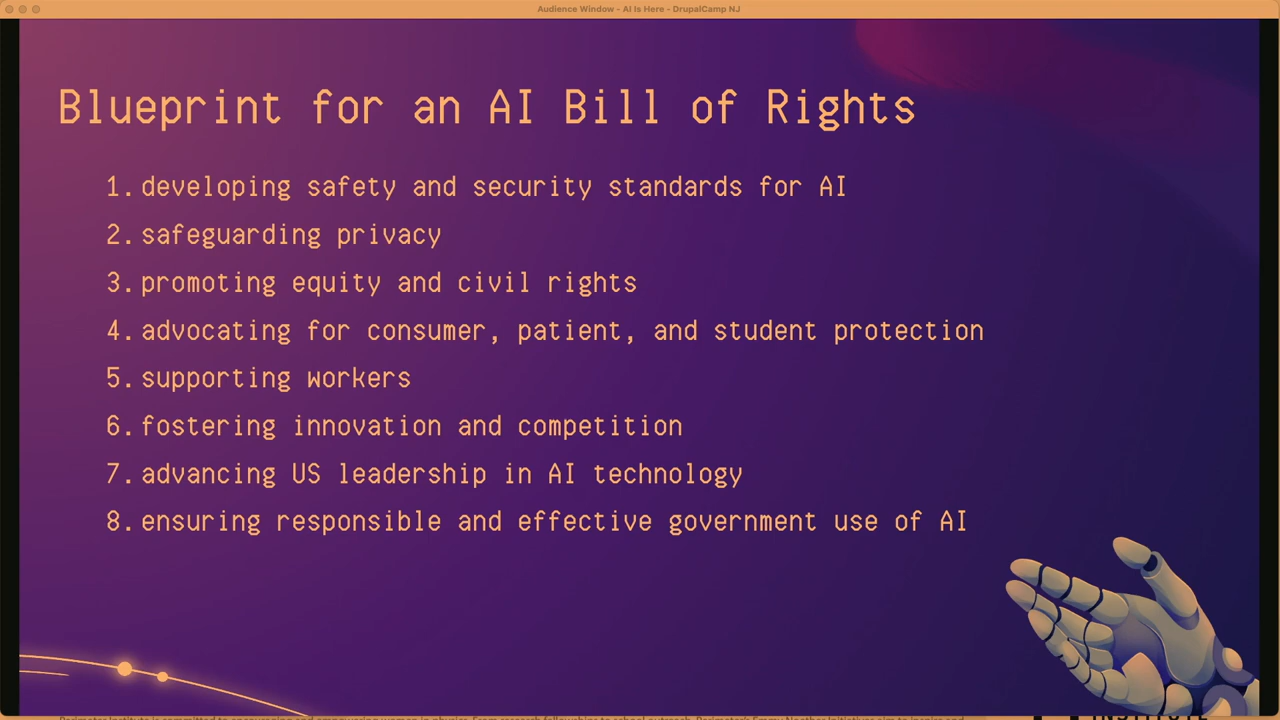 Audience Window - AI Is Here - DrupalCamp NJ
Blueprint for an AI Bill of Rights
1. developing safety and security standards for AI
2. safeguarding privacy
3. promoting equity and civil rights
4. advocating for consumer, patient, and student protection
5. supporting workers
6. fostering innovation and competition
7. advancing US leadership in AI technology
8. ensuring responsible and effective government use of AI